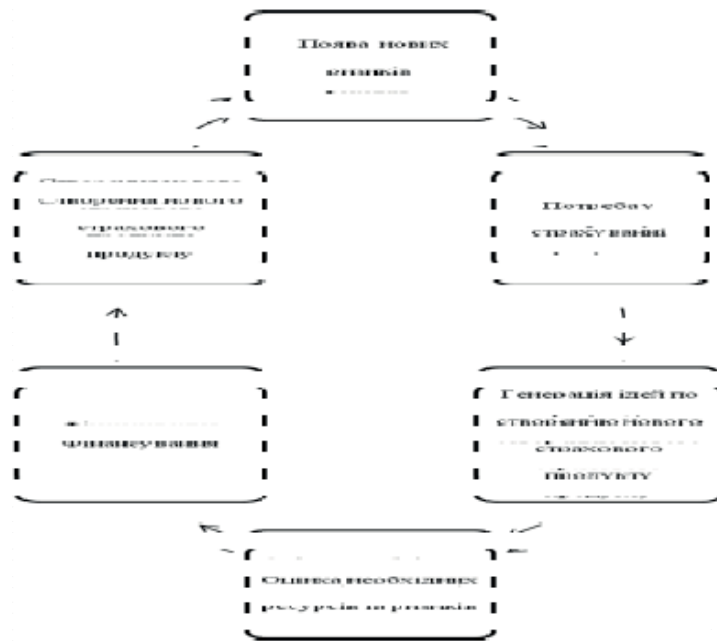 Поява нових
ризиків
Потреба у
страхуванні
Генерація ідей по
створенню нового
страхового
продукту
Оцінка необхідних
ресурсів та ризиків
Фінансування
Створення нового
страхового
продукту